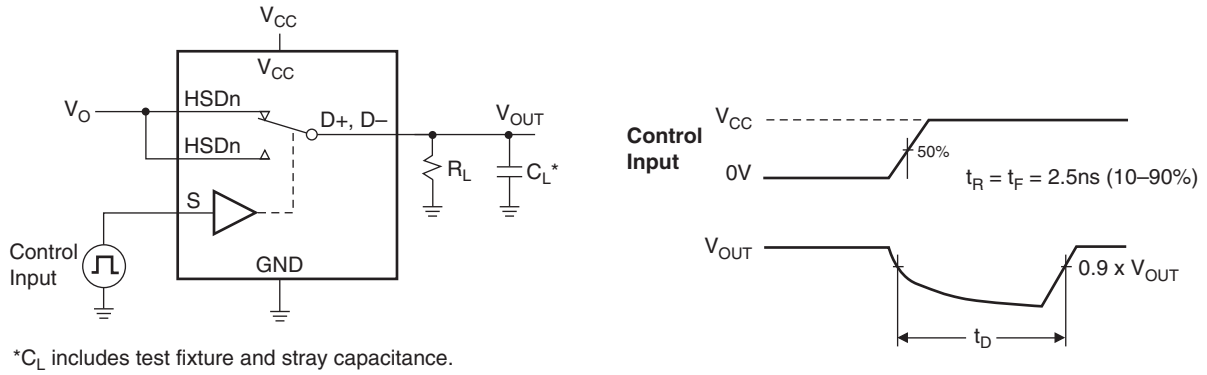 V_CC
V_CC
V_O
HSDn
D+, D–
V_OUT
HSDn
R_L
C_L*
S
Control
Input
GND
*C_L includes test fixture and stray capacitance.
Control
Input
V_CC
50%
0V
t_R = t_F = 2.5ns (10–90%)
V_OUT
0.9 x V_OUT
t_D